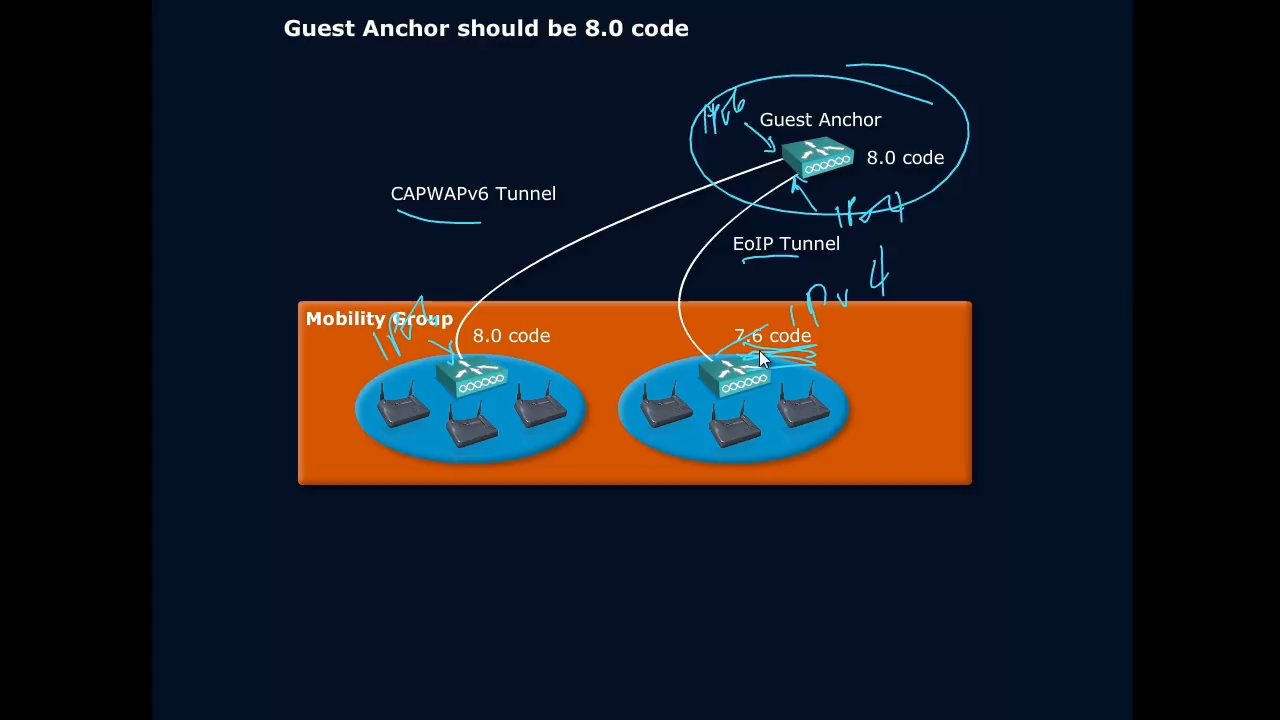 Guest Anchor should be 8.0 code
IPv6
Guest Anchor
8.0 code
CAPWAPv6 Tunnel
IPv4
EoIP Tunnel
IPv4
Mobility Group
8.0 code
7.6 code